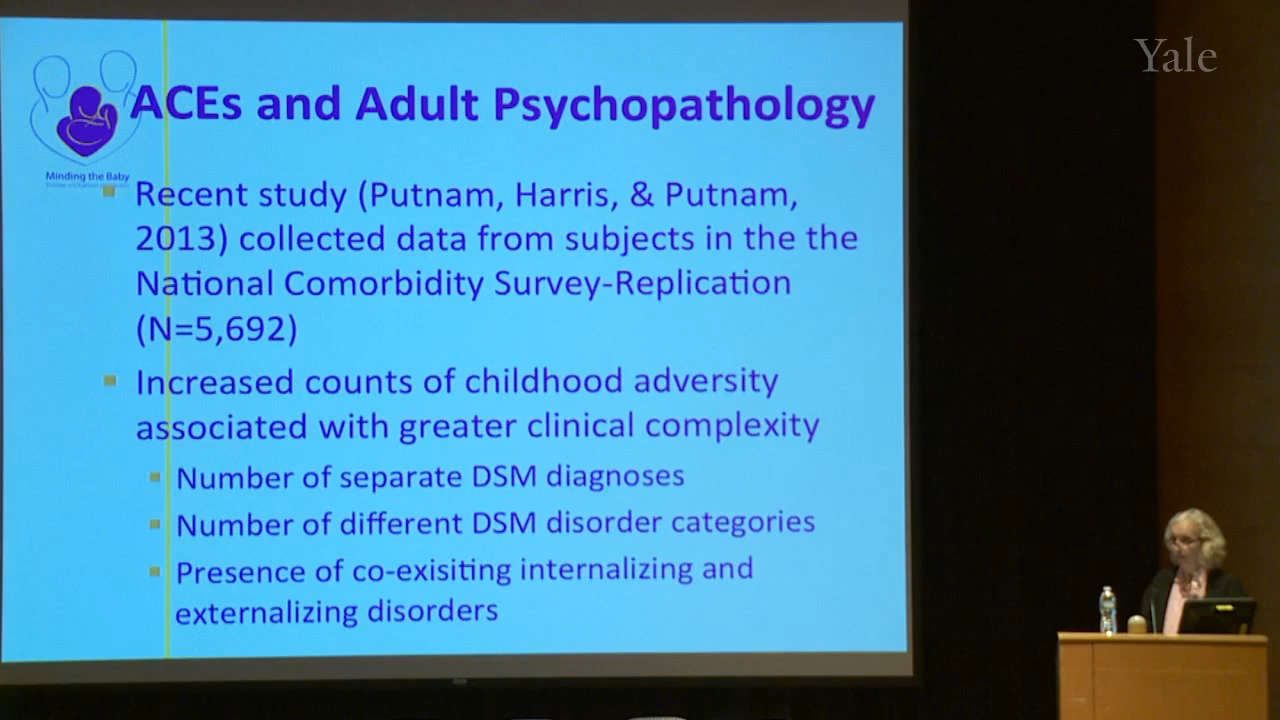 Yale
ACEs and Adult Psychopathology
Minding the Baby
Recent study (Putnam, Harris, & Putnam,
2013) collected data from subjects in the the
National Comorbidity Survey-Replication
(N=5,692)
Increased counts of childhood adversity
associated with greater clinical complexity
Number of separate DSM diagnoses
Number of different DSM disorder categories
Presence of co-exisiting internalizing and
externalizing disorders